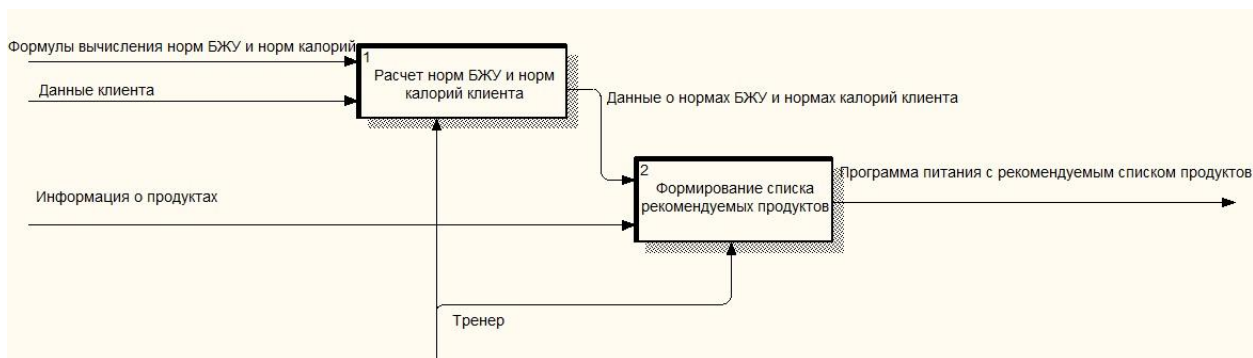 Формулы вычисления норм БЖУ и норм калорий
1
Расчет норм БЖУ и норм
калорий клиента
Данные клиента
Данные о нормах БЖУ и нормах калорий клиента
2
Формирование списка
рекомендуемых продуктов
Программа питания с рекомендуемым списком продуктов
Информация о продуктах
Тренер